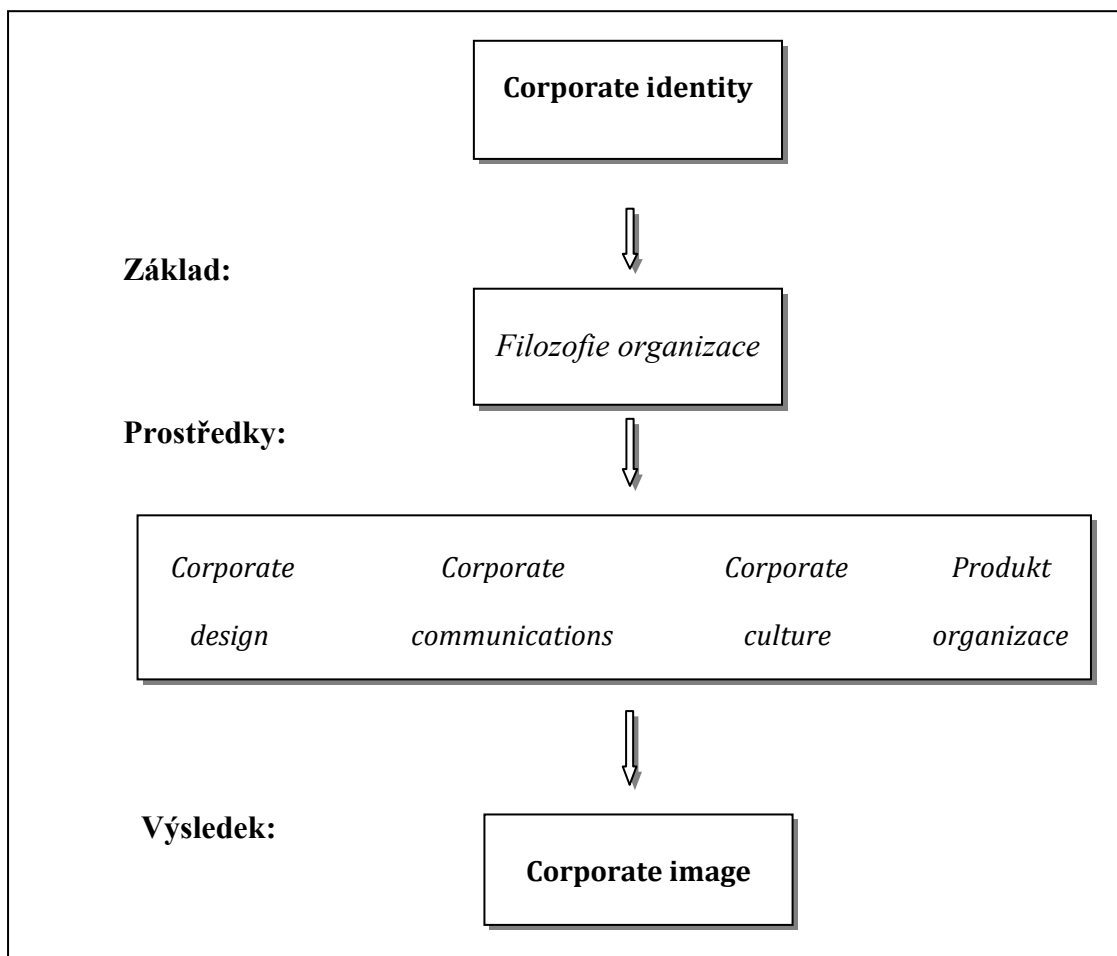 Corporate identity
Základ:
Filozofie organizace
Prostředky:
Corporate Corporate Corporate Produkt
design communications culture organizace
Výsledek:
Corporate image